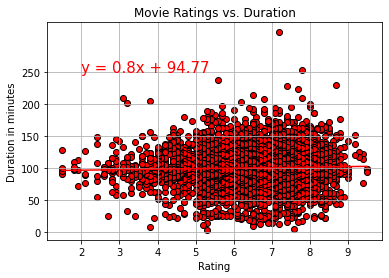 Movie Ratings vs. Duration
y = 0.8x + 94.77
250
200
150
100
50
0
Duration in minutes
2 3 4 5 6 7 8 9
Rating